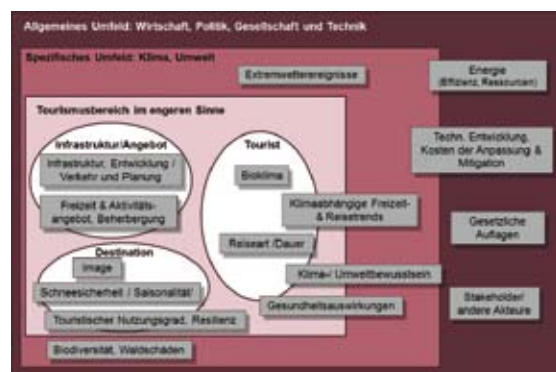 Allgemeines Umfeld: Wirtschaft, Politik, Gesellschaft und Technik
Spezifisches Umfeld: Klima, Umwelt
Extremwetterereignisse
Energie
(Effizienz, Ressourcen)
Tourismusbereich im engeren Sinne
Infrastruktur/Angebot
Infrastruktur, Entwicklung /
Verkehr und Planung
Freizeit & Aktivitäts-
angebot, Beherbergung
Tourist
Bioklima
Klimaabhängige Freizeit-
& Reisetrends
Reiseart /Dauer
Klima-/ Umweltbewusstsein
Gesundheitsauswirkungen
Techn. Entwicklung,
Kosten der Anpassung &
Mitigation
Gesetzliche
Auflagen
Stakeholder/
andere Akteure
Destination
Image
Schneesicherheit / Saisonalität/
Touristischer Nutzungsgrad, Resilienz
Biodiversität, Waldschäden